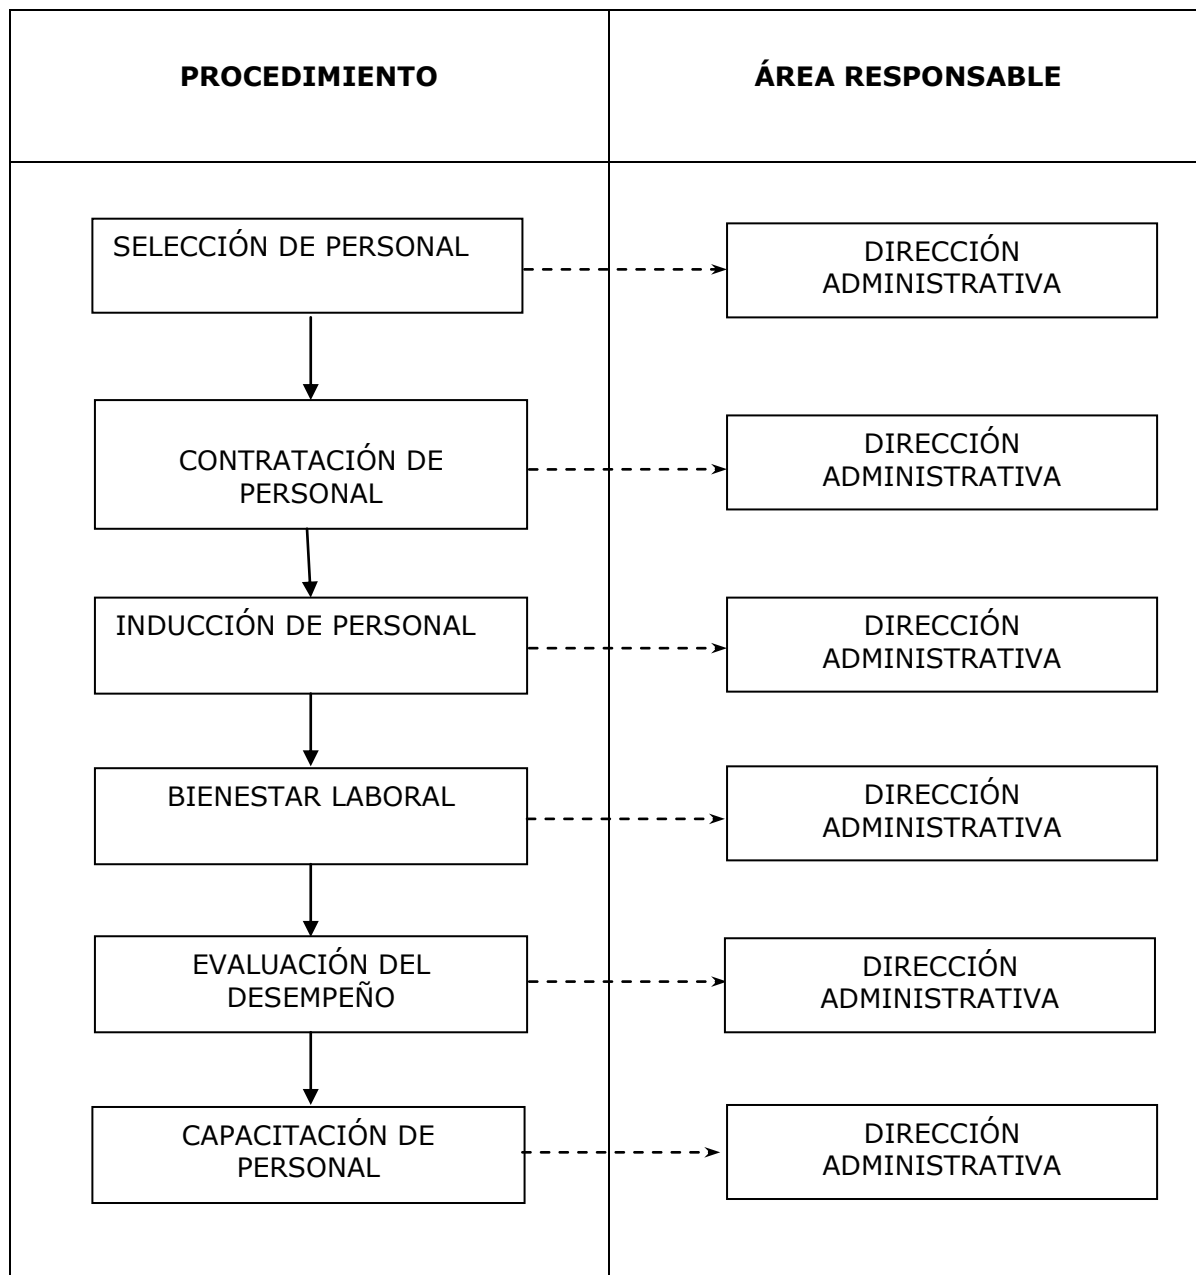 PROCEDIMIENTO
ÁREA RESPONSABLE
SELECCIÓN DE PERSONAL
DIRECCIÓN
ADMINISTRATIVA
CONTRATACIÓN DE
PERSONAL
DIRECCIÓN
ADMINISTRATIVA
INDUCCIÓN DE PERSONAL
DIRECCIÓN
ADMINISTRATIVA
BIENESTAR LABORAL
DIRECCIÓN
ADMINISTRATIVA
EVALUACIÓN DEL
DESEMPEÑO
DIRECCIÓN
ADMINISTRATIVA
CAPACITACIÓN DE
PERSONAL
DIRECCIÓN
ADMINISTRATIVA